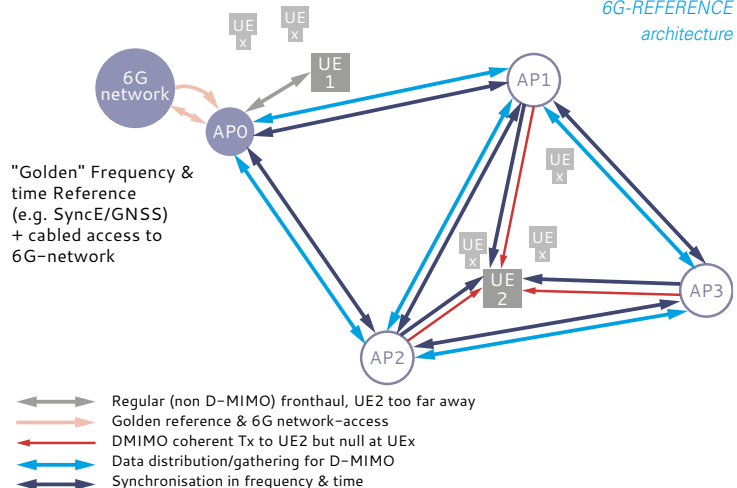 6G-REFERENCE
architecture
UE
x
UE
x
UE
1
6G
network
AP0
AP1
"Golden" Frequency &
time Reference
(e.g. SyncE/GNSS)
+ cabled access to
6G-network
UE
x
UE
x
UE
x
UE
2
AP3
AP2
Regular (non D-MIMO) fronthaul, UE2 too far away
Golden reference & 6G network-access
DMIMO coherent Tx to UE2 but null at UEx
Data distribution/gathering for D-MIMO
Synchronisation in frequency & time